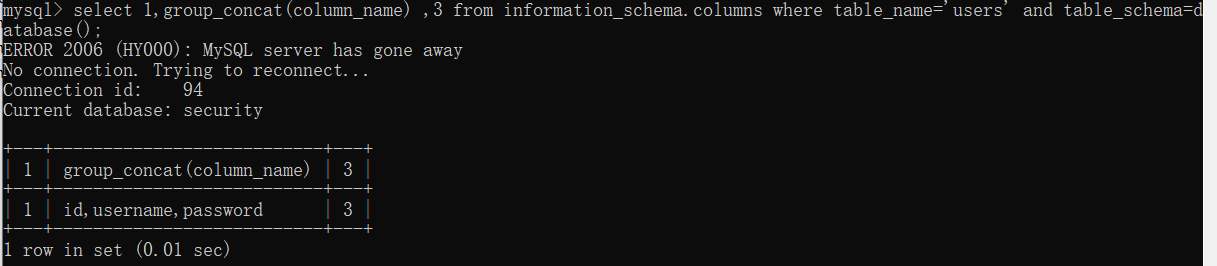 mysql> select 1,group_concat(column_name) ,3 from information_schema.columns where table_name='users' and table_schema=d
atabase();
ERROR 2006 (HY000): MySQL server has gone away
No connection. Trying to reconnect...
Connection id:    94
Current database: security
+---+---------------------------+---+
| 1 | group_concat(column_name) | 3 |
+---+---------------------------+---+
| 1 | id,username,password      | 3 |
+---+---------------------------+---+
1 row in set (0.01 sec)